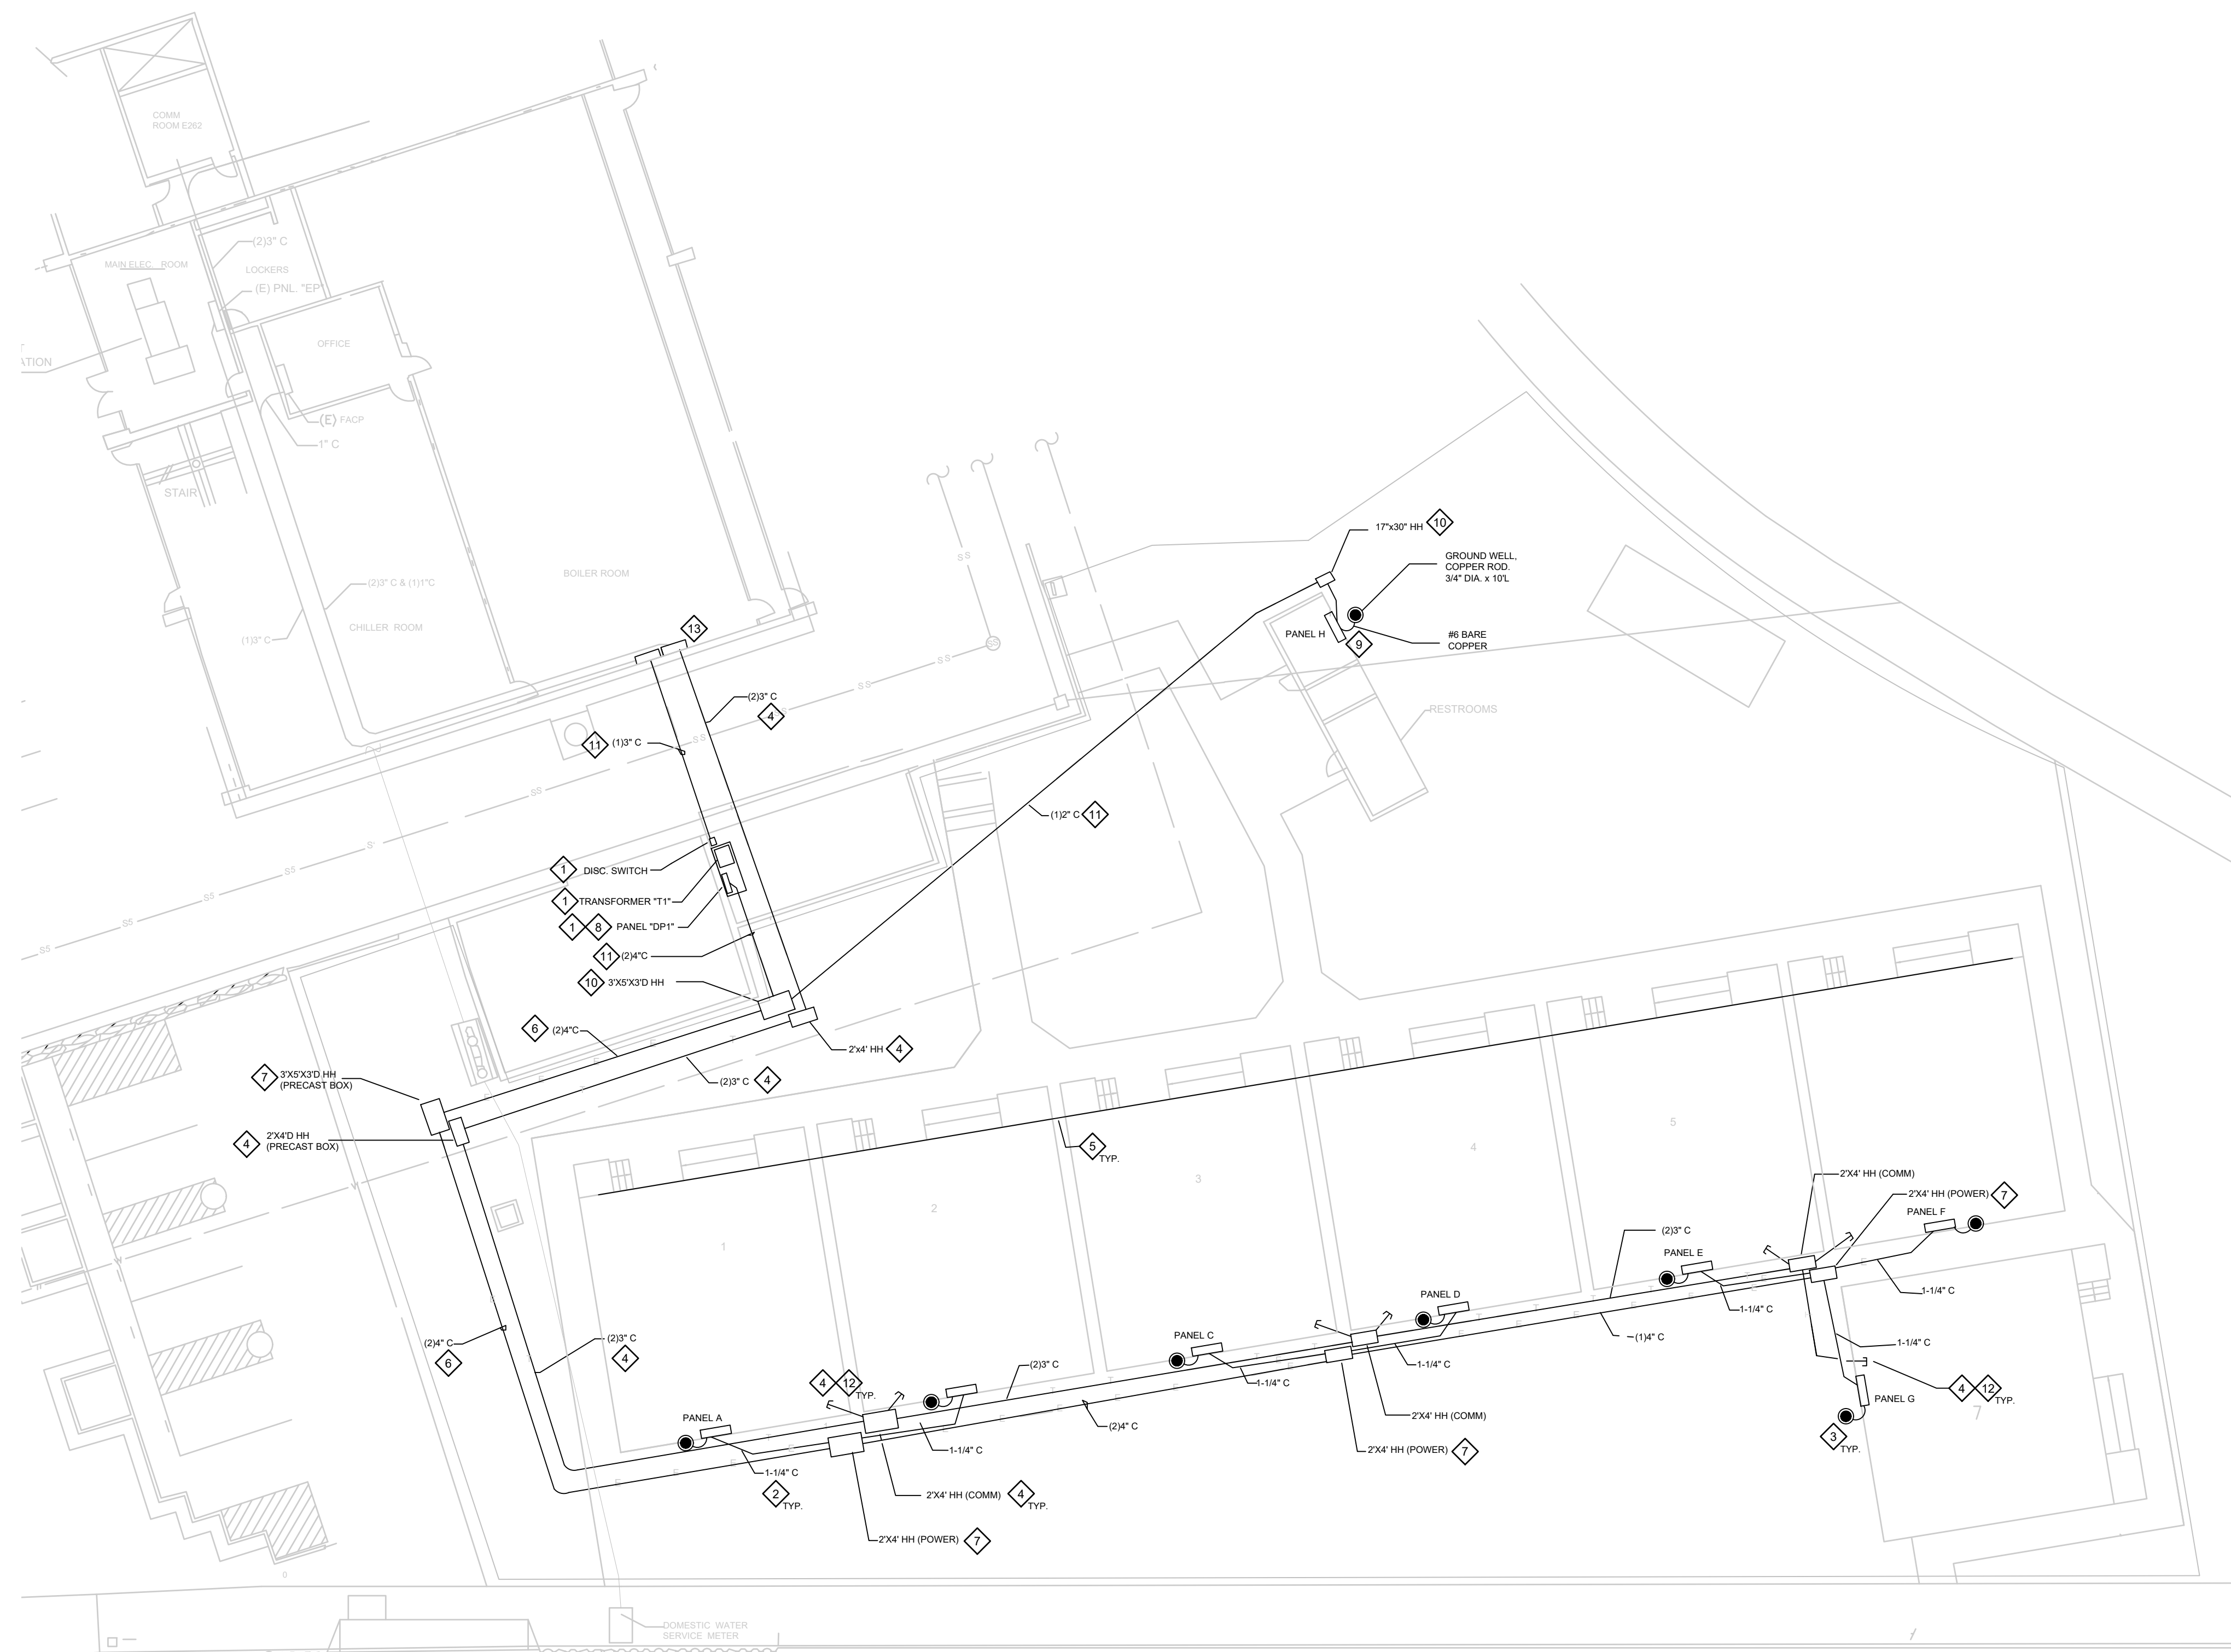 COMM
ROOM E262
(2)3" C
MAIN ELEC. ROOM
LOCKERS
(E) PNL. "EP"
OFFICE
ATION
(E) FACP
1" C
STAIR
17"x30" HH 10
GROUND WELL,
COPPER ROD.
3/4" DIA. x 10'L
SS
BOILER ROOM
(2)3" C & (1)1"C
CHILLER ROOM
(1)3" C
13
PANEL H
9
#6 BARE
COPPER
SS
SS
SS
(2)3" C
4
RESTROOMS
11 (1)3" C
SS
SS
(1)2" C 11
1 DISC. SWITCH
1 TRANSFORMER "T1"
1 8 PANEL "DP1"
11 (2)4"C
10 3'X5'X3'D HH
6 (2)4"C
2'x4' HH 4
7 3'X5'X3'D HH
(PRECAST BOX)
(2)3" C 4
4 2'X4'D HH
(PRECAST BOX)
5
TYP.
1
2
3
4
5
2'X4' HH (COMM)
2'X4' HH (POWER) 7
PANEL F
(2)3" C
PANEL E
1-1/4" C
1-1/4" C
PANEL D
(1)4" C
1-1/4" C
PANEL C
1-1/4" C
1-1/4" C
(2)4" C
6
(2)3" C
4
4 12
TYP.
(2)3" C
4 12
TYP.
PANEL G
7
3
TYP.
PANEL A
2'X4' HH (COMM)
(2)4" C
1-1/4" C
2'X4' HH (POWER) 7
1-1/4" C
2
TYP.
2'X4' HH (COMM) 4
TYP.
2'X4' HH (POWER) 7
DOMESTIC WATER
SERVICE METER